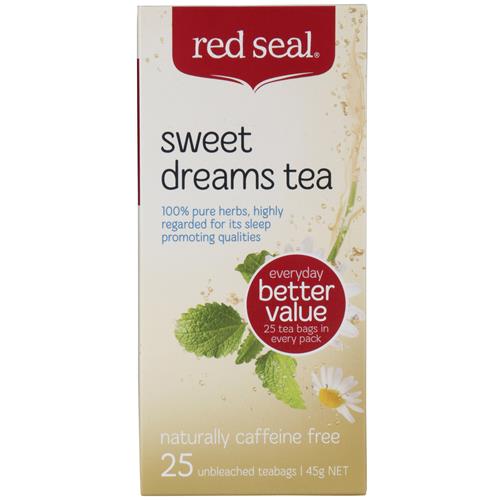 red seal®
sweet
dreams tea
100% pure herbs, highly
regarded for its sleep
promoting qualities
everyday
better
value
25 tea bags in
every pack
naturally caffeine free
25 unbleached teabags | 45g NET